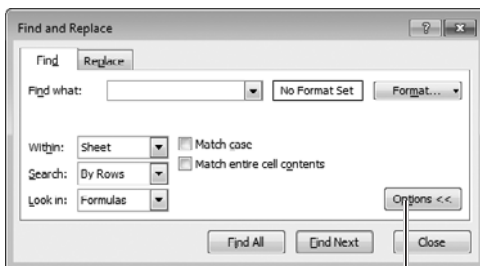 Find and Replace
Find Replace
Find what: No Format Set Format...
Within: Sheet Match case
Match entire cell contents
Search: By Rows
Look in: Formulas
Options <<
Find All Find Next Close